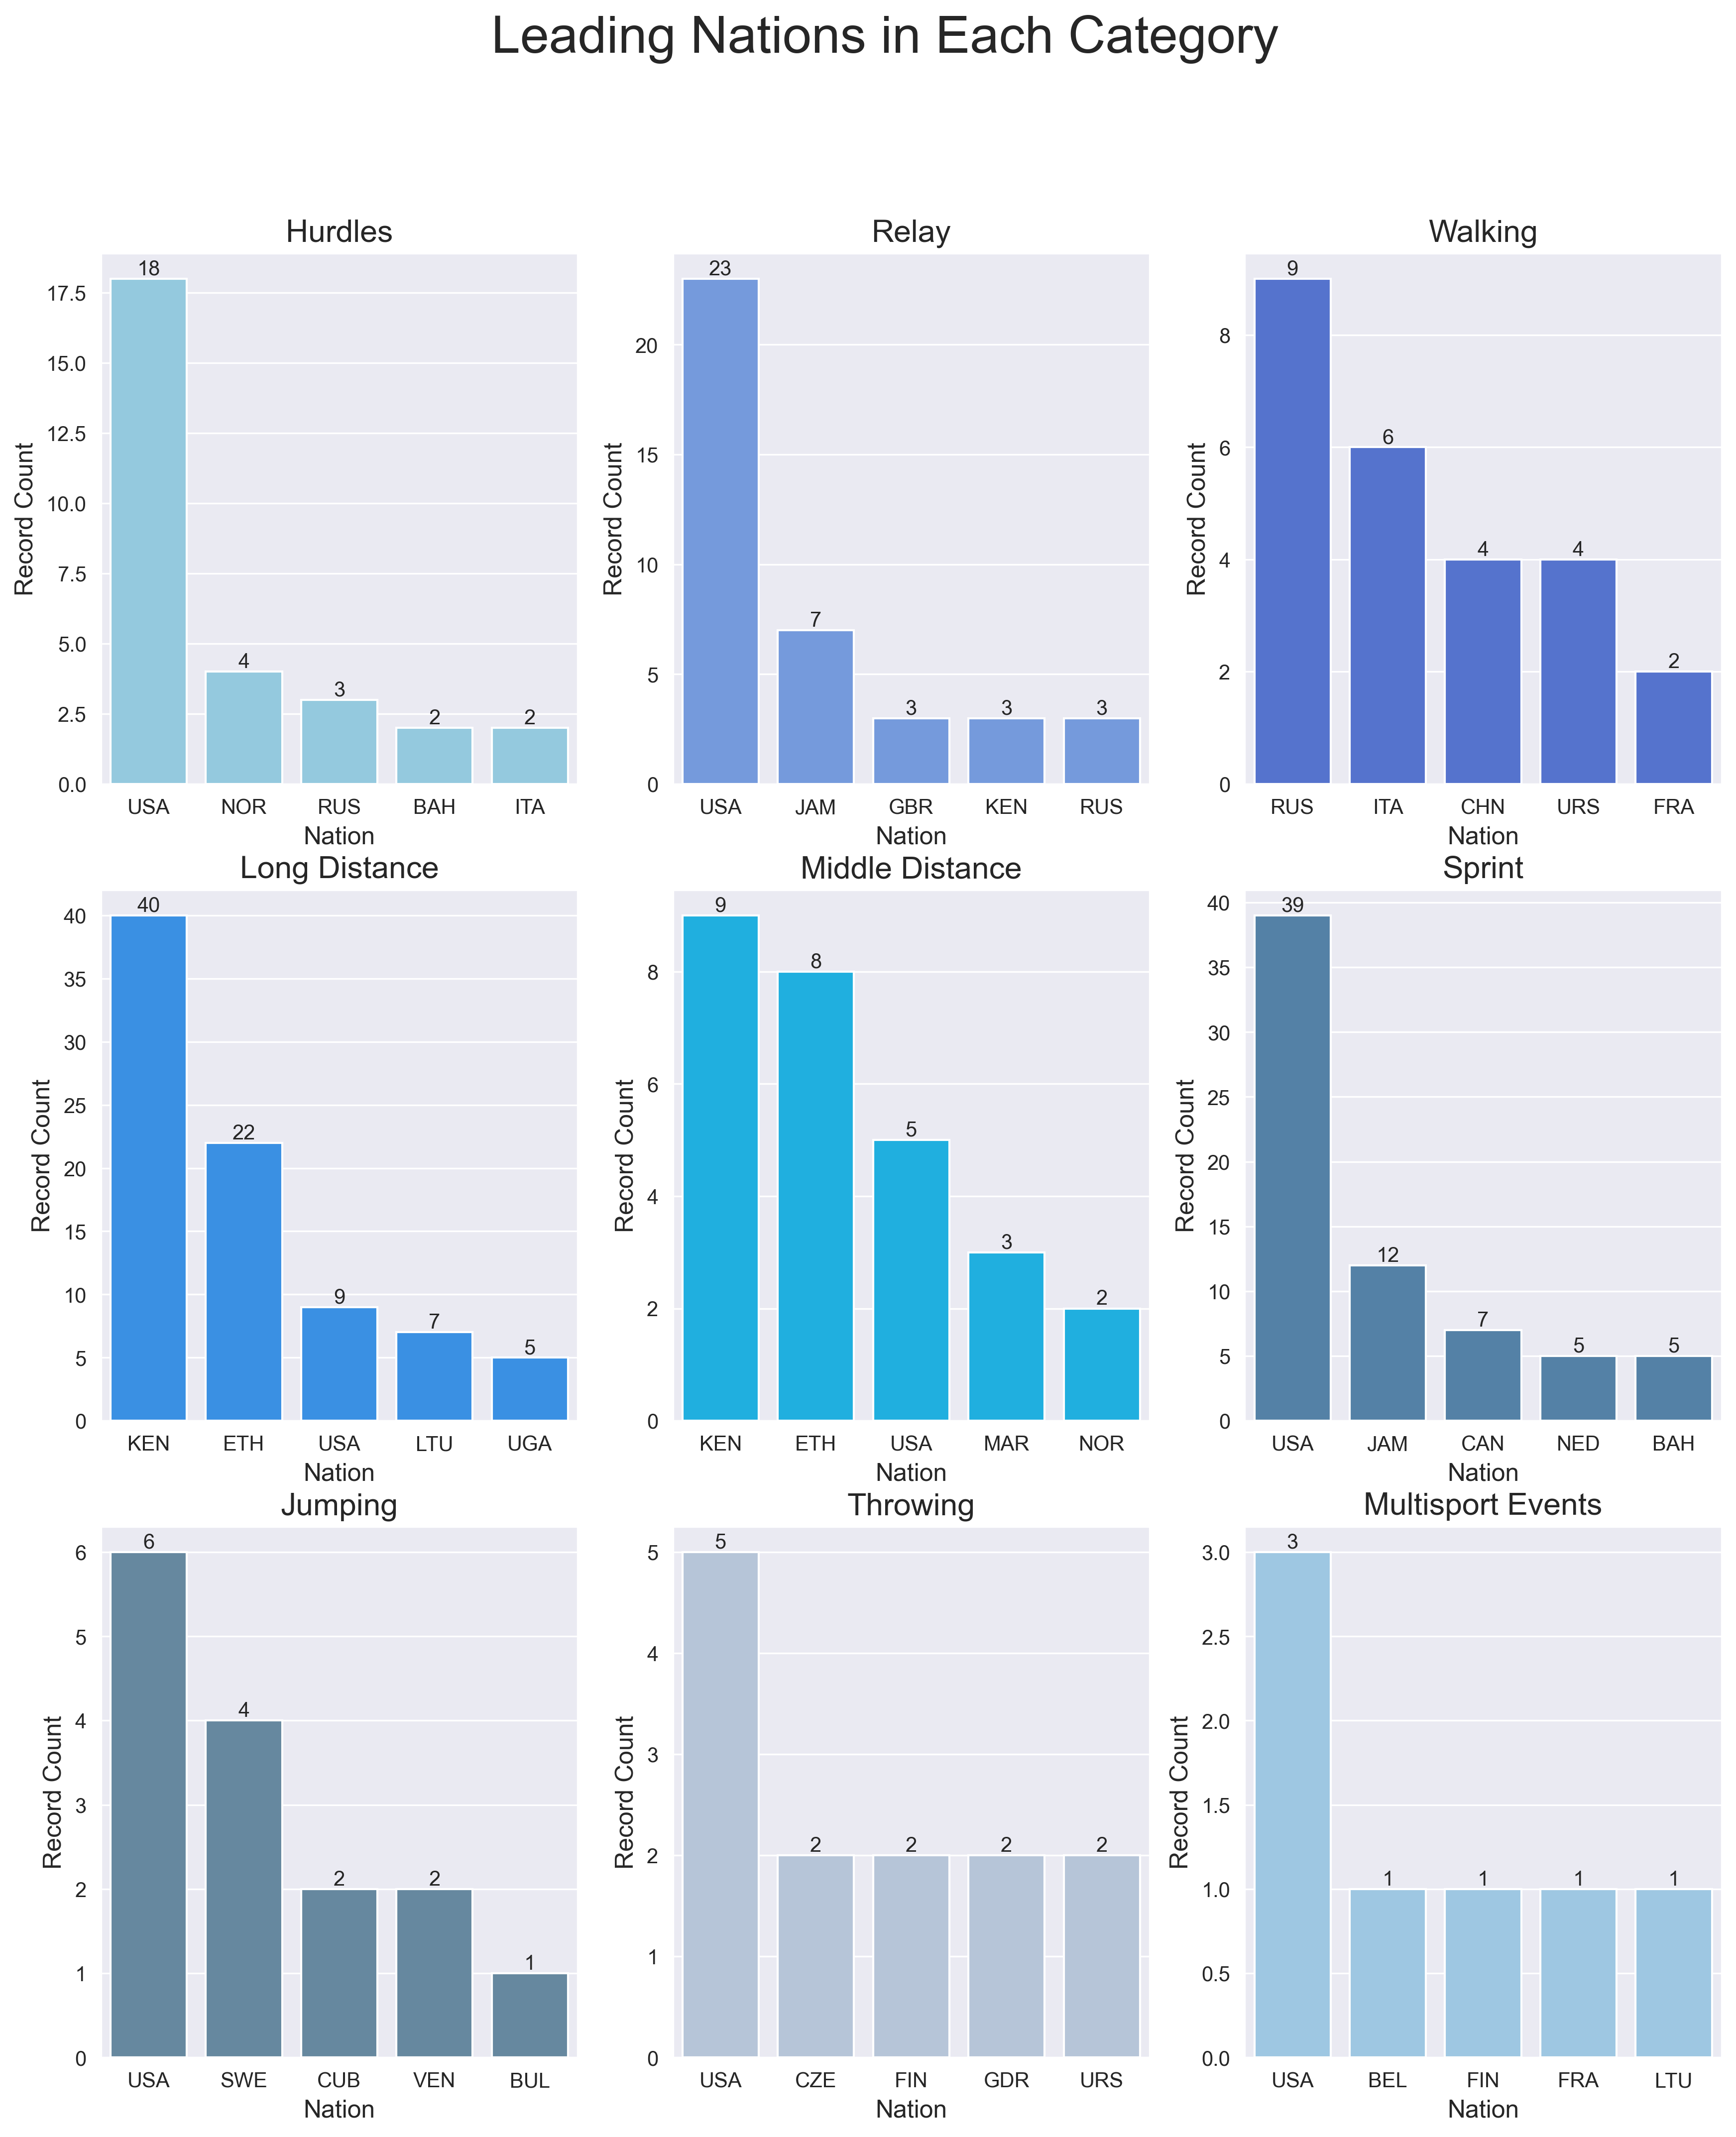 Leading Nations in Each Category
Hurdles
Record Count
17.5
15.0
12.5
10.0
7.5
5.0
2.5
0.0
18
4
3
2
2
USA NOR RUS BAH ITA
Nation
Relay
Record Count
20
15
10
5
0
23
7
3
3
3
USA JAM GBR KEN RUS
Nation
Walking
Record Count
8
6
4
2
0
9
6
4
4
2
RUS ITA CHN URS FRA
Nation
Long Distance
Record Count
40
35
30
25
20
15
10
5
0
40
22
9
7
5
KEN ETH USA LTU UGA
Nation
Middle Distance
Record Count
8
6
4
2
0
9
8
5
3
2
KEN ETH USA MAR NOR
Nation
Sprint
Record Count
40
35
30
25
20
15
10
5
0
39
12
7
5
5
USA JAM CAN NED BAH
Nation
Jumping
Record Count
6
5
4
3
2
1
0
6
4
2
2
1
USA SWE CUB VEN BUL
Nation
Throwing
Record Count
5
4
3
2
1
0
5
2
2
2
2
USA CZE FIN GDR URS
Nation
Multisport Events
Record Count
3.0
2.5
2.0
1.5
1.0
0.5
0.0
3
1
1
1
1
USA BEL FIN FRA LTU
Nation